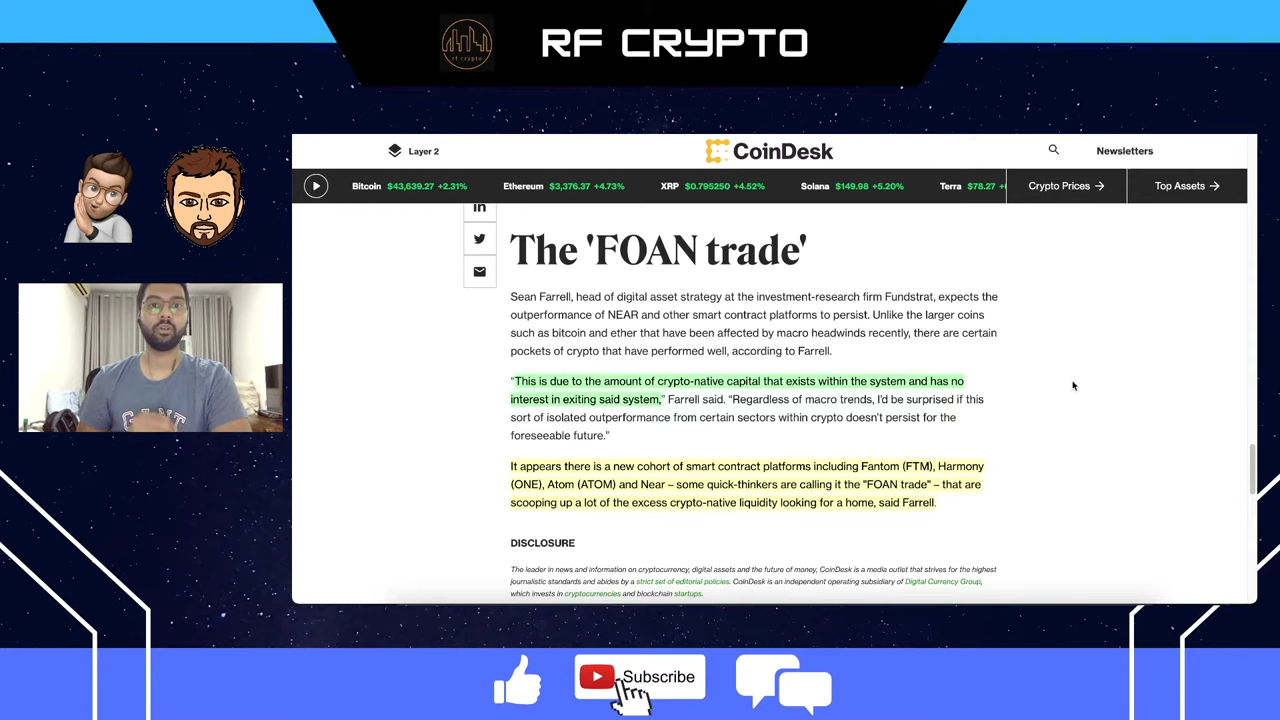 RF CRYPTO
rf crypto
Layer 2
CoinDesk
Newsletters
Bitcoin $43,639.27 +2.31% Ethereum $3,376.37 +4.73% XRP $0.795250 +4.52% Solana $149.98 +5.20% Terra $78.27 Crypto Prices → Top Assets →
in
The 'FOAN trade'
Sean Farrell, head of digital asset strategy at the investment-research firm Fundstrat, expects the
outperformance of NEAR and other smart contract platforms to persist. Unlike the larger coins
such as bitcoin and ether that have been affected by macro headwinds recently, there are certain
pockets of crypto that have performed well, according to Farrell.
“This is due to the amount of crypto-native capital that exists within the system and has no
interest in exiting said system,” Farrell said. “Regardless of macro trends, I’d be surprised if this
sort of isolated outperformance from certain sectors within crypto doesn’t persist for the
foreseeable future.”
It appears there is a new cohort of smart contract platforms including Fantom (FTM), Harmony
(ONE), Atom (ATOM) and Near – some quick-thinkers are calling it the "FOAN trade" – that are
scooping up a lot of the excess crypto-native liquidity looking for a home, said Farrell.
DISCLOSURE
The leader in news and information on cryptocurrency, digital assets and the future of money, CoinDesk is a media outlet that strives for the highest
journalistic standards and abides by a strict set of editorial policies. CoinDesk is an independent operating subsidiary of Digital Currency Group,
which invests in cryptocurrencies and blockchain startups.
Subscribe